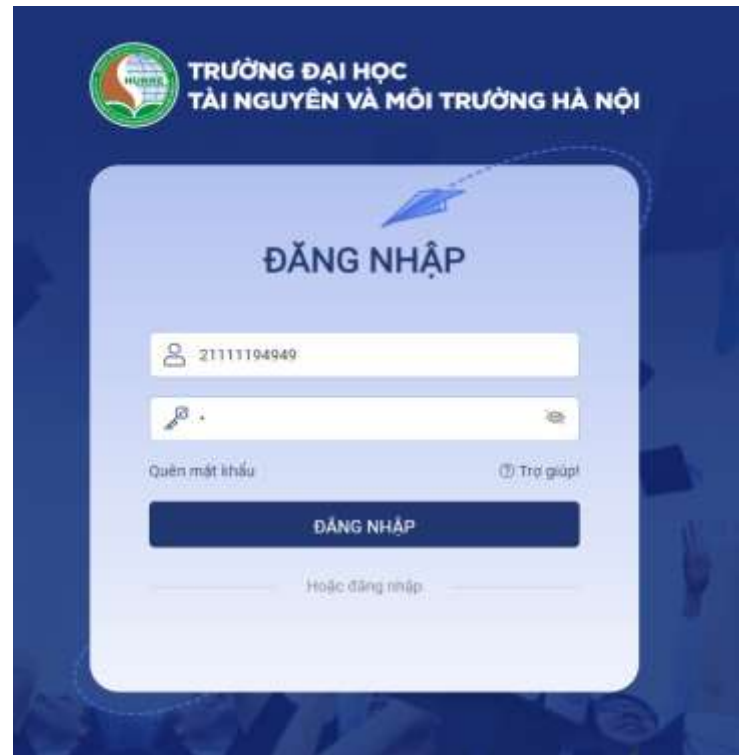 HUNRE
TRƯỜNG ĐẠI HỌC
TÀI NGUYÊN VÀ MÔI TRƯỜNG HÀ NỘI
ĐĂNG NHẬP
21111194949
Quên mật khẩu
Trợ giúp!
ĐĂNG NHẬP
Hoặc đăng nhập